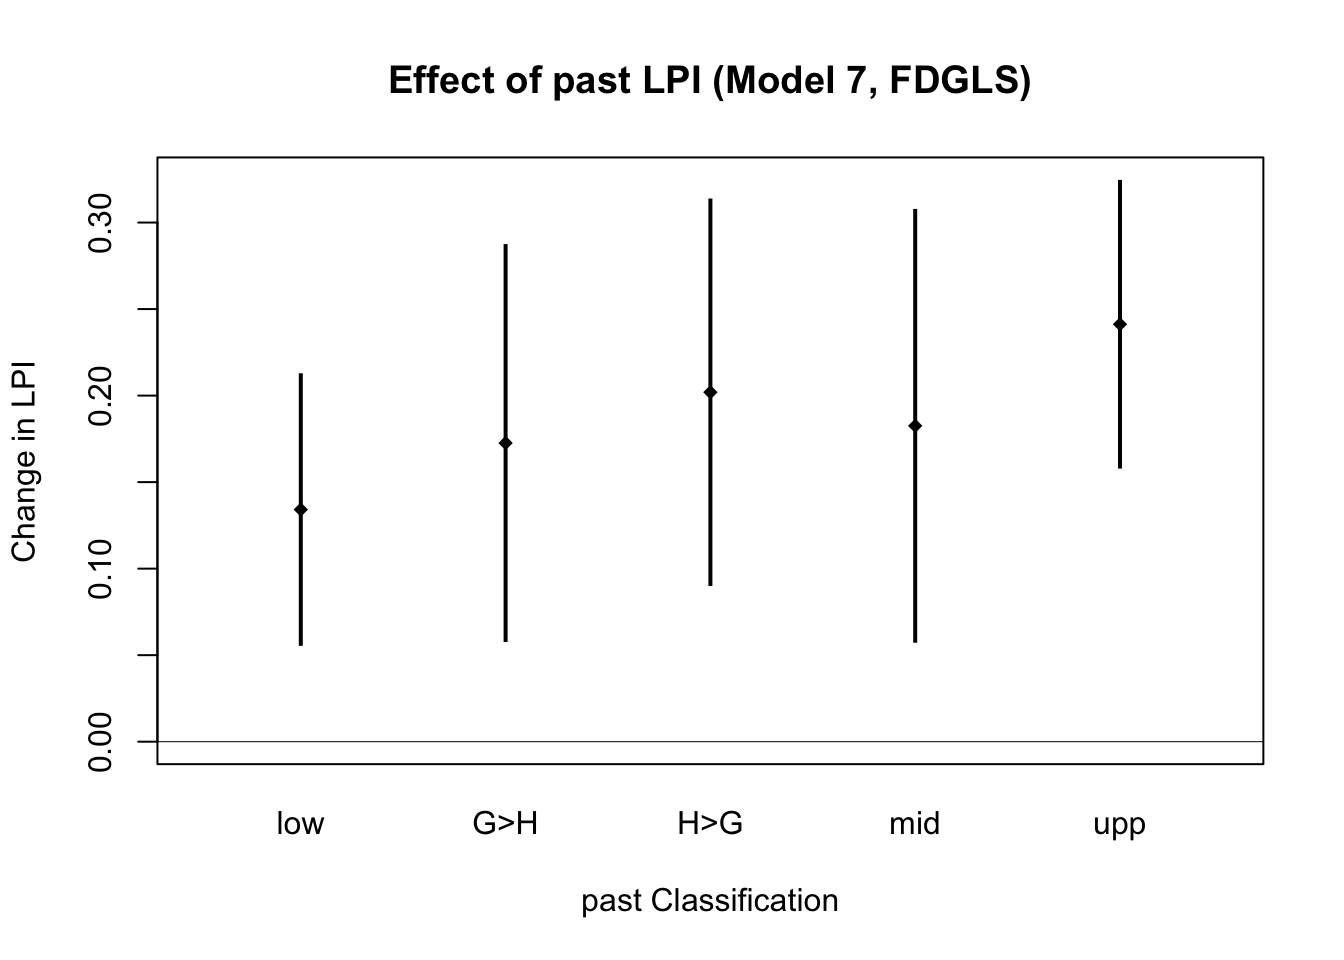 Effect of past LPI (Model 7, FDGLS)
Change in LPI
0.30
0.20
0.10
0.00
low G>H H>G mid upp
past Classification